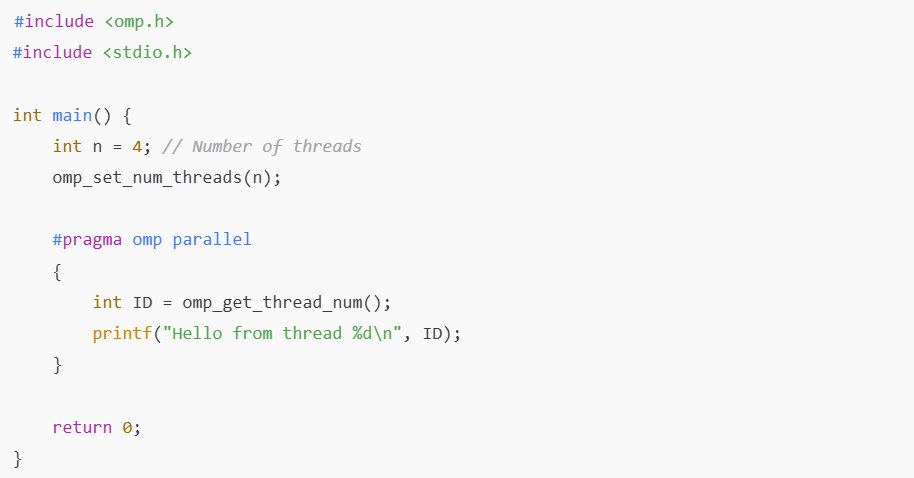 #include <omp.h>
#include <stdio.h>
int main() {
    int n = 4; // Number of threads
    omp_set_num_threads(n);
    #pragma omp parallel
    {
        int ID = omp_get_thread_num();
        printf("Hello from thread %d\n", ID);
    }
    return 0;
}